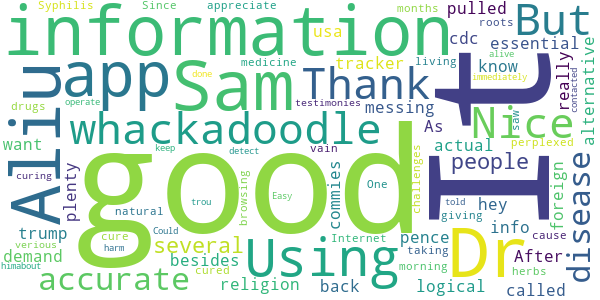 Syphilis Since appreciate months pulled roots
information But
usa cdc essential
app Sam medicine tracker living know alternative
Thank alive done immediately
drugs browsing operate testimonies messing really
want whackadoodle As actual Nice saw contacted
plenty vain people perplexed
Aliu good t I
hey commies challenges told info foreign disease
curing natural One keep detect giving
trump cure Could trou Easy pence taking After cause
verious harm cured Internet morning herbs
demand several Using Dr
himabout besides back logical called
accurate religion